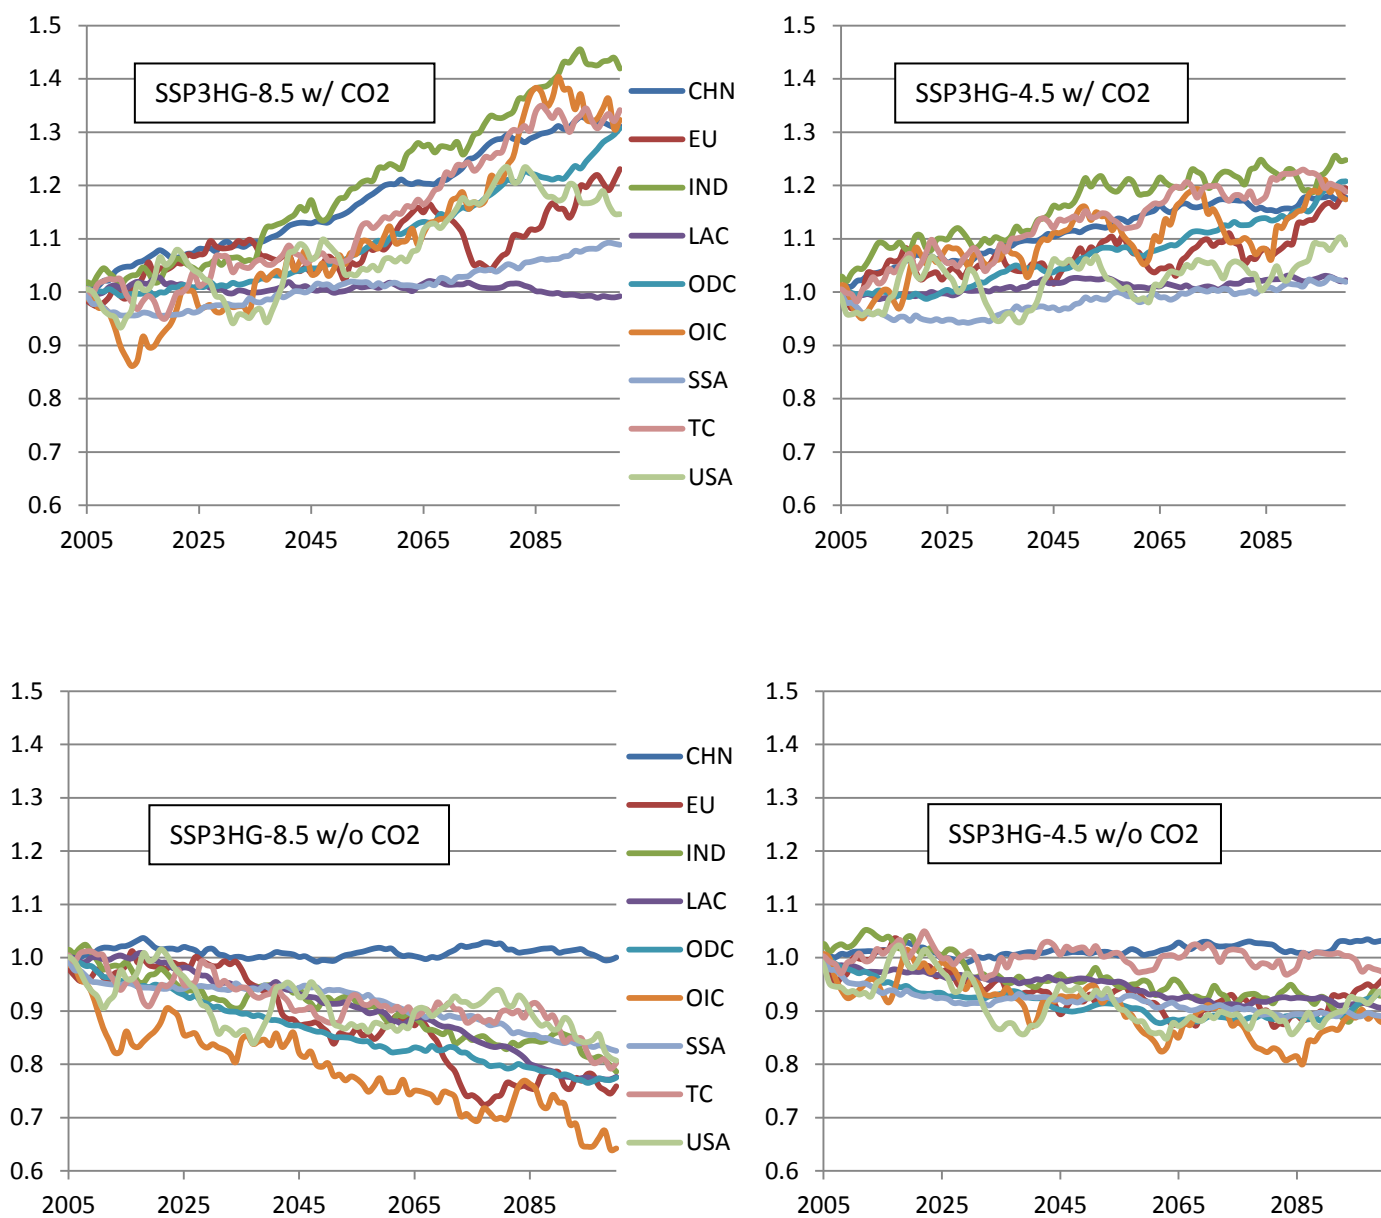 1.5
1.4
1.3
1.2
1.1
1.0
0.9
0.8
0.7
0.6
2005 2025 2045 2065 2085
SSP3HG-8.5 w/ CO2
CHN
EU
IND
LAC
ODC
OIC
SSA
TC
USA
1.5
1.4
1.3
1.2
1.1
1.0
0.9
0.8
0.7
0.6
2005 2025 2045 2065 2085
SSP3HG-4.5 w/ CO2
1.5
1.4
1.3
1.2
1.1
1.0
0.9
0.8
0.7
0.6
2005 2025 2045 2065 2085
SSP3HG-8.5 w/o CO2
CHN
EU
IND
LAC
ODC
OIC
SSA
TC
USA
1.5
1.4
1.3
1.2
1.1
1.0
0.9
0.8
0.7
0.6
2005 2025 2045 2065 2085
SSP3HG-4.5 w/o CO2